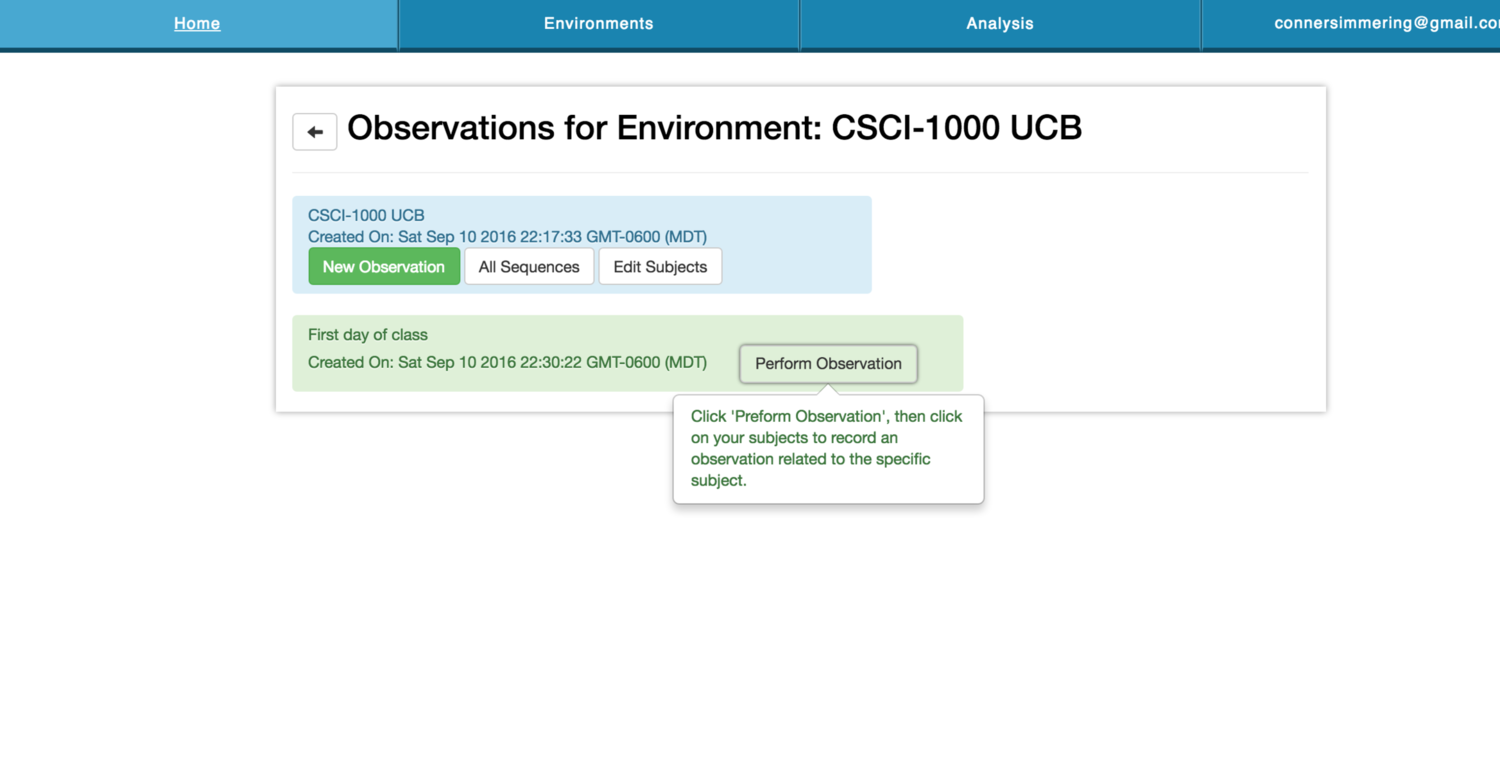 Home Environments Analysis connersimmering@gmail.co
Observations for Environment: CSCI-1000 UCB
CSCI-1000 UCB
Created On: Sat Sep 10 2016 22:17:33 GMT-0600 (MDT)
New Observation All Sequences Edit Subjects
First day of class
Created On: Sat Sep 10 2016 22:30:22 GMT-0600 (MDT) Perform Observation
Click 'Preform Observation', then click
on your subjects to record an
observation related to the specific
subject.